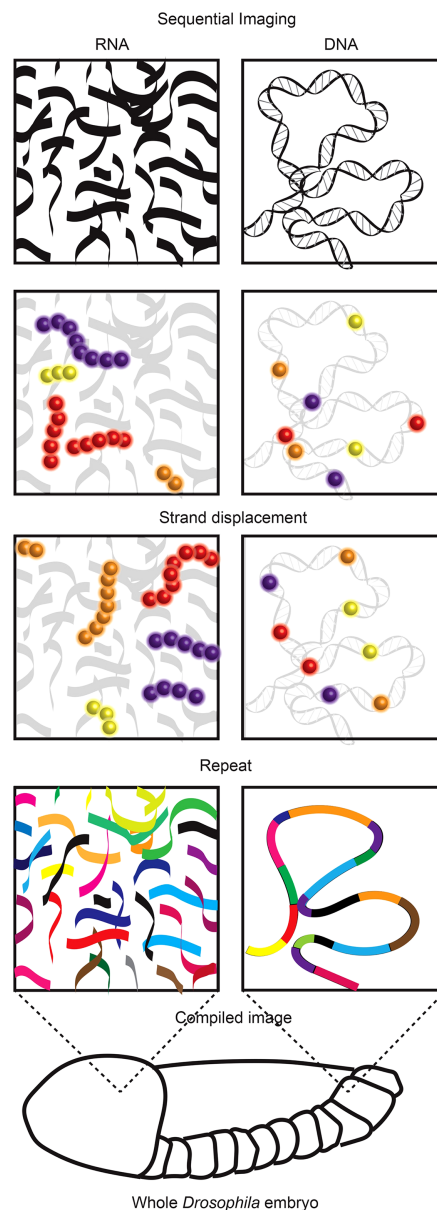 Sequential Imaging
RNA
DNA
Strand displacement
Repeat
Compiled image
Whole Drosophila embryo